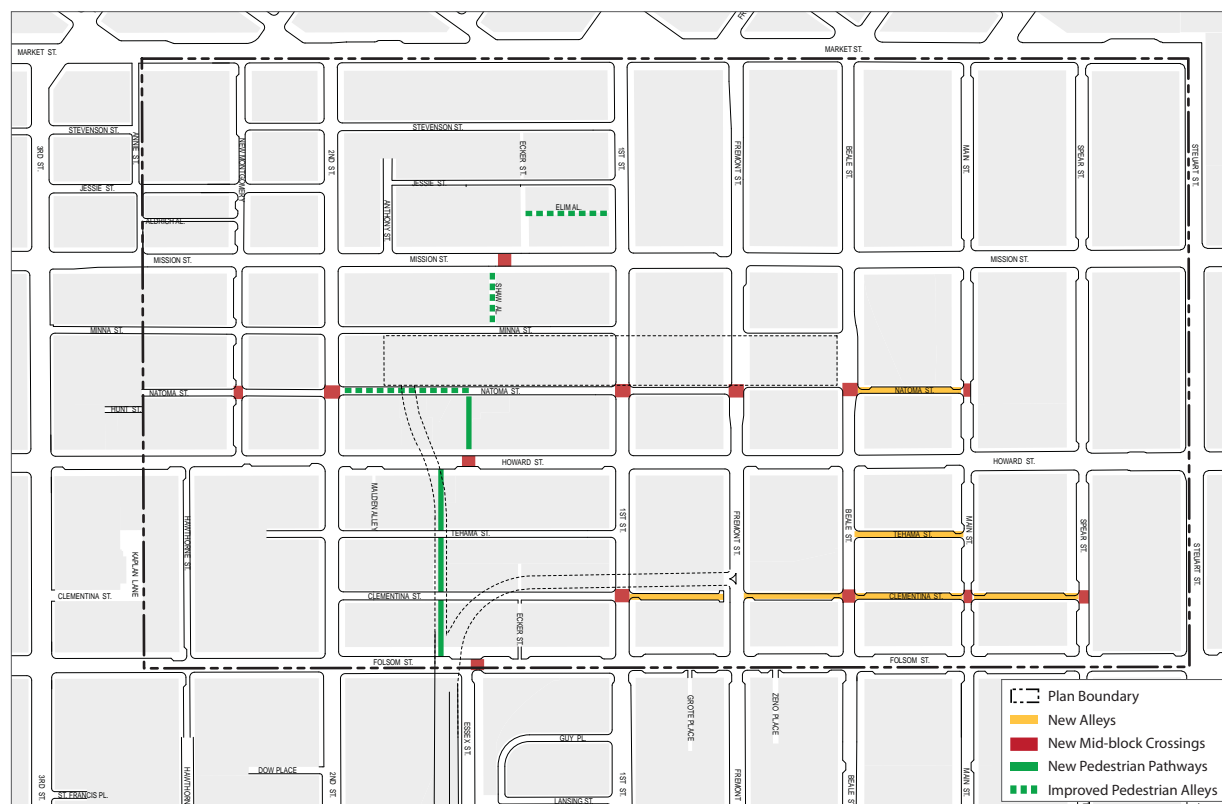 FR
MARKET ST.
MARKET ST.
STEVENSON ST.
STEVENSON ST.
3RD ST.
ANNIE ST.
NEW MONTGOMERY
2ND ST.
ECKER ST.
1ST ST.
FREMONT ST.
BEALE ST.
MAIN ST.
SPEAR ST.
STEUART ST.
JESSIE ST.
JESSIE ST.
ANTHONY ST.
ELIM AL.
ALDRICH AL.
MISSION ST.
MISSION ST.
MISSION ST.
SHAW AL.
MINNA ST.
MINNA ST.
NATOMA ST.
NATOMA ST.
NATOMA ST.
HUNT ST.
HOWARD ST.
HOWARD ST.
MALDEN ALLEY
HAWTHORNE ST.
1ST ST.
FREMONT ST.
BEALE ST.
MAIN ST.
SPEAR ST.
STEUART ST.
TEHAMA ST.
TEHAMA ST.
KAPLAN LANE
CLEMENTINA ST.
CLEMENTINA ST.
CLEMENTINA ST.
ECKER ST.
FOLSOM ST.
FOLSOM ST.
GROTE PLACE
ZENO PLACE
ESSEX ST.
GUY PL.
3RD ST.
HAWTHORN
DOW PLACE
2ND ST.
1ST ST.
FREMONT
BEALE ST.
MAIN ST.
ST. FRANCIS PL.
LANSING ST.
Plan Boundary
New Alleys
New Mid-block Crossings
New Pedestrian Pathways
Improved Pedestrian Alleys